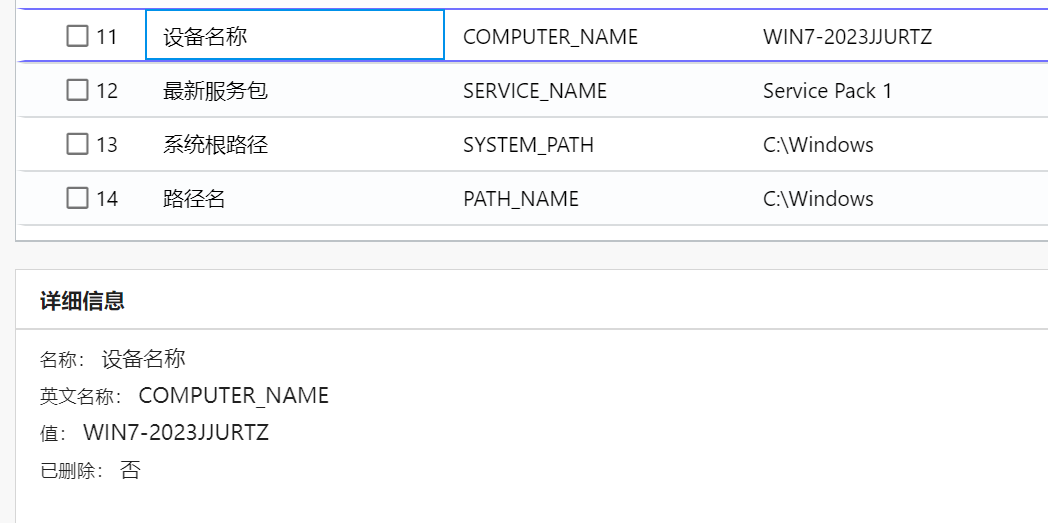 11 设备名称 COMPUTER_NAME WIN7-2023JJURTZ
12 最新服务包 SERVICE_NAME Service Pack 1
13 系统根路径 SYSTEM_PATH C:\Windows
14 路径名 PATH_NAME C:\Windows
详细信息
名称： 设备名称
英文名称： COMPUTER_NAME
值： WIN7-2023JJURTZ
已删除： 否